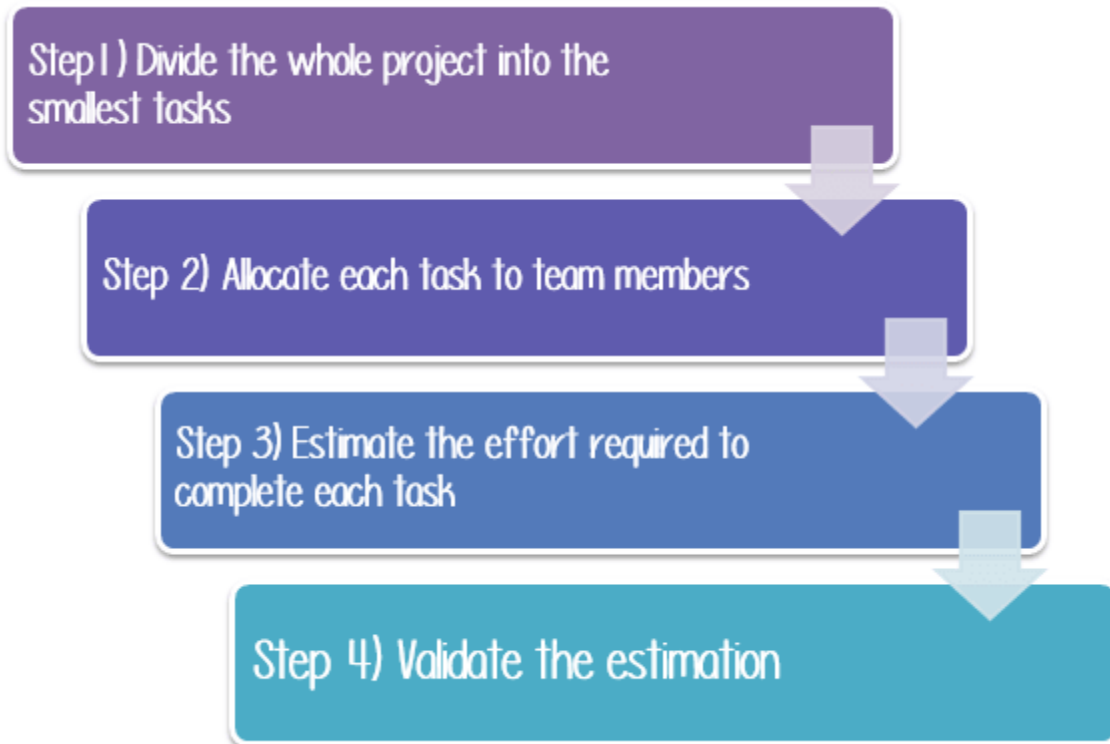 Step1) Divide the whole project into the
smallest tasks
Step 2) Allocate each task to team members
Step 3) Estimate the effort required to
complete each task
Step 4) Validate the estimation